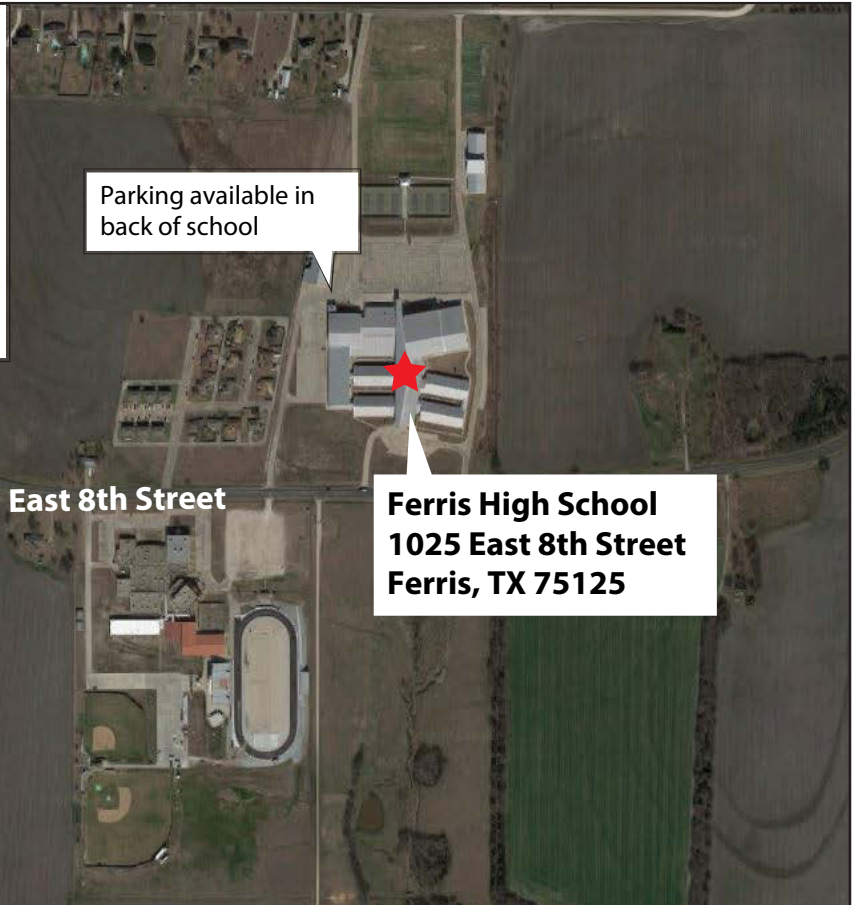 Parking available in
back of school
East 8th Street
Ferris High School
1025 East 8th Street
Ferris, TX 75125